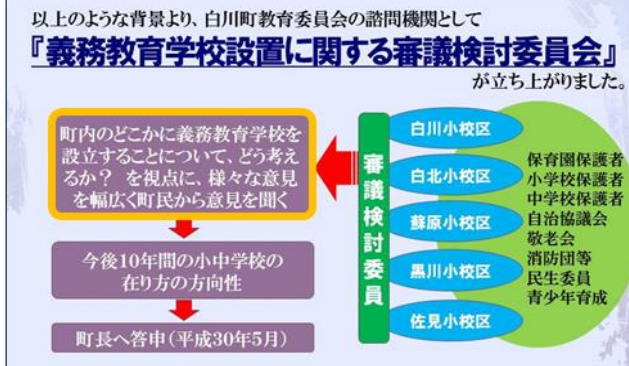 以上のような背景より、白川町教育委員会の諮問機関として
『義務教育学校設置に関する審議検討委員会』
が立ち上がりました。
町内のどこかに義務教育学校を
設立することについて、どう考え
るか? を視点に、様々な意見
を幅広く町民から意見を聞く
今後10年間の小中学校の
在り方の方向性
町長へ答申(平成30年5月)
審議検討委員
白川小校区
白北小校区
蘇原小校区
黒川小校区
佐見小校区
保育園保護者
小学校保護者
中学校保護者
自治協議会
敬老会
消防団等
民生委員
青少年育成